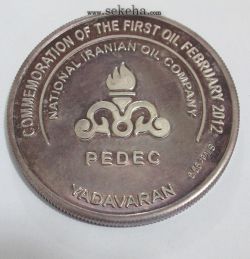 www.sekeha.com
COMMEMORATION OF THE FIRST OIL FEBRUARY 2012
NATIONAL IRANIAN OIL COMPANY
PEDEC
YADAVARAN